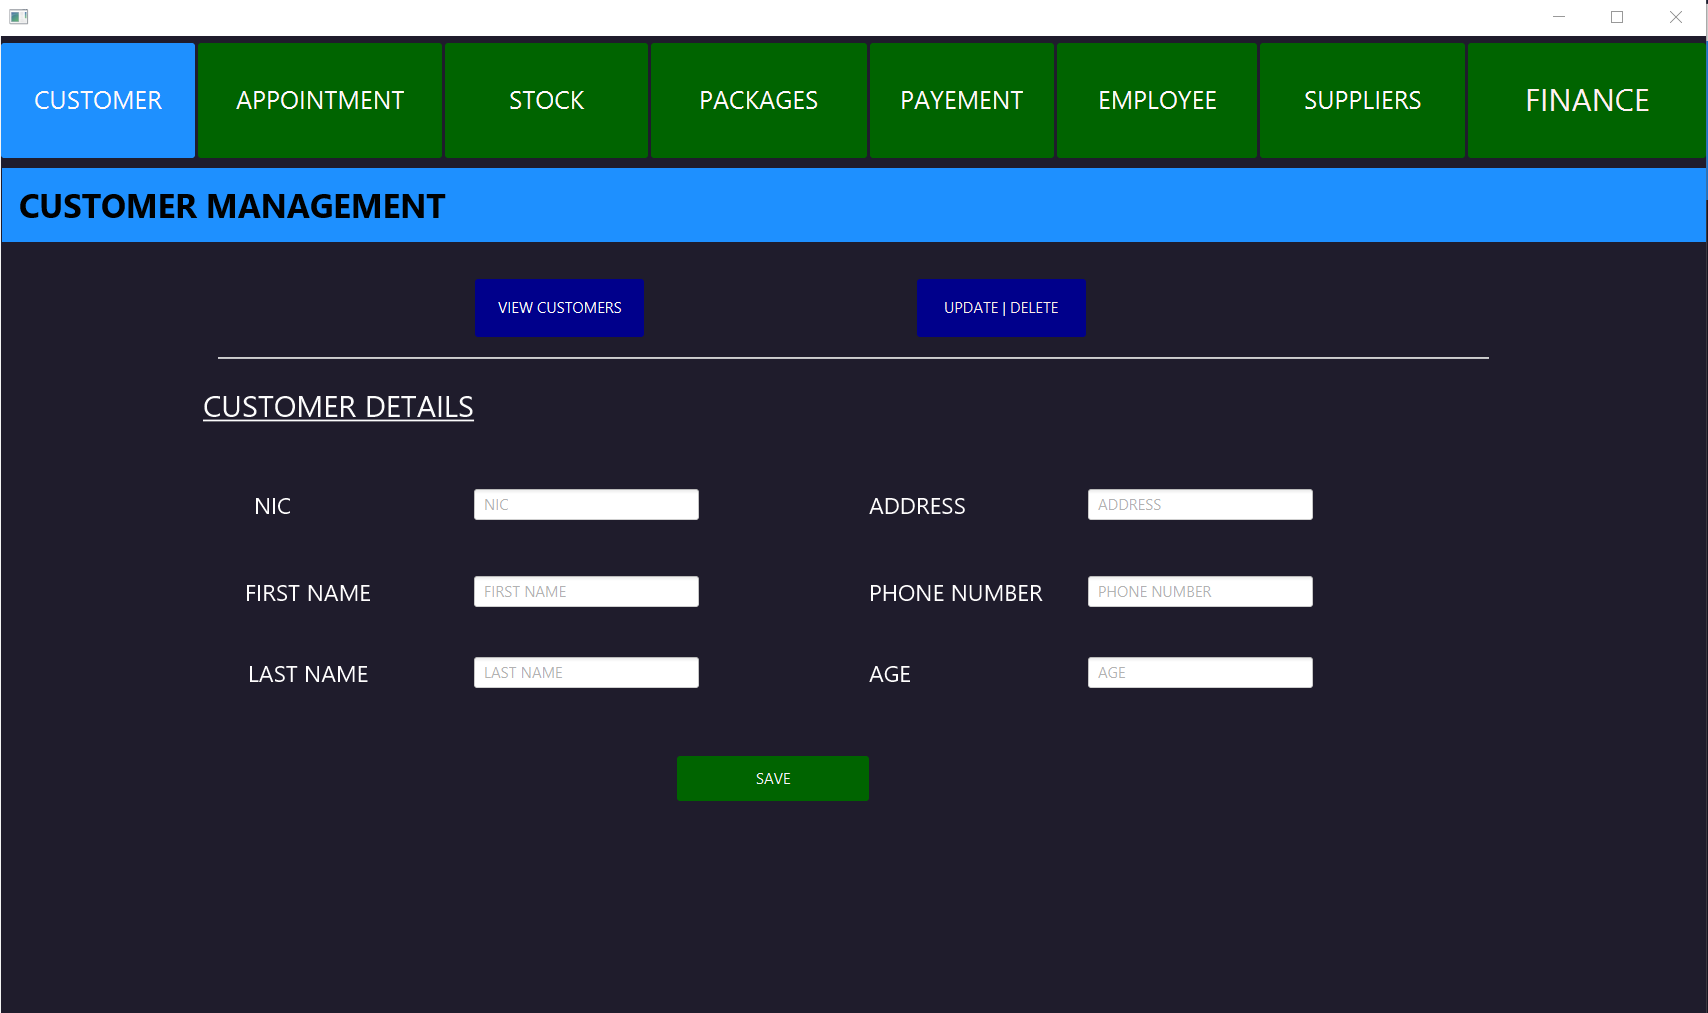 CUSTOMER APPOINTMENT STOCK PACKAGES PAYEMENT EMPLOYEE SUPPLIERS FINANCE
CUSTOMER MANAGEMENT
VIEW CUSTOMERS UPDATE | DELETE
CUSTOMER DETAILS
NIC NIC ADDRESS ADDRESS
FIRST NAME FIRST NAME PHONE NUMBER PHONE NUMBER
LAST NAME LAST NAME AGE AGE
SAVE